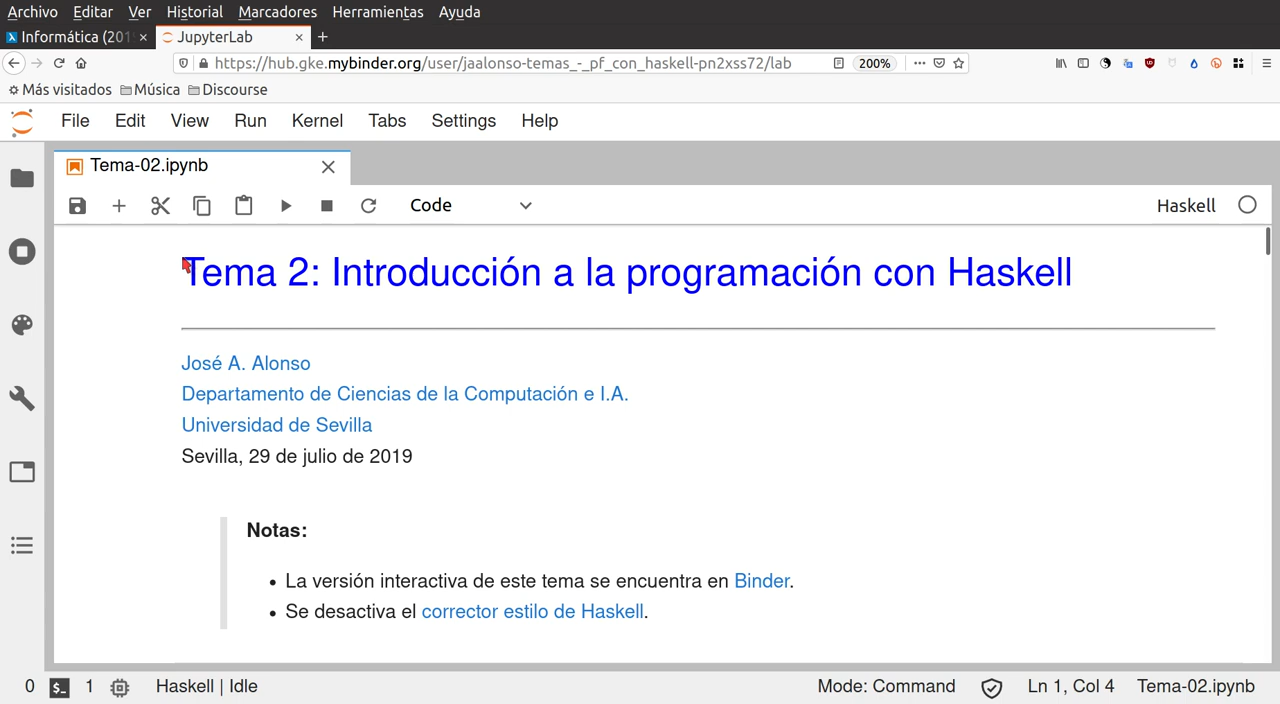 Archivo Editar Ver Historial Marcadores Herramientas Ayuda
Informática (201 × JupyterLab × +
https://hub.gke.mybinder.org/user/jaalonso-temas_-_pf_con_haskell-pn2xss72/lab 200%
Más visitados Música Discourse
File Edit View Run Kernel Tabs Settings Help
Tema-02.ipynb
Code Haskell
Tema 2: Introducción a la programación con Haskell
José A. Alonso
Departamento de Ciencias de la Computación e I.A.
Universidad de Sevilla
Sevilla, 29 de julio de 2019
Notas:
• La versión interactiva de este tema se encuentra en Binder.
• Se desactiva el corrector estilo de Haskell.
0 $_ 1 Haskell | Idle Mode: Command Ln 1, Col 4 Tema-02.ipynb